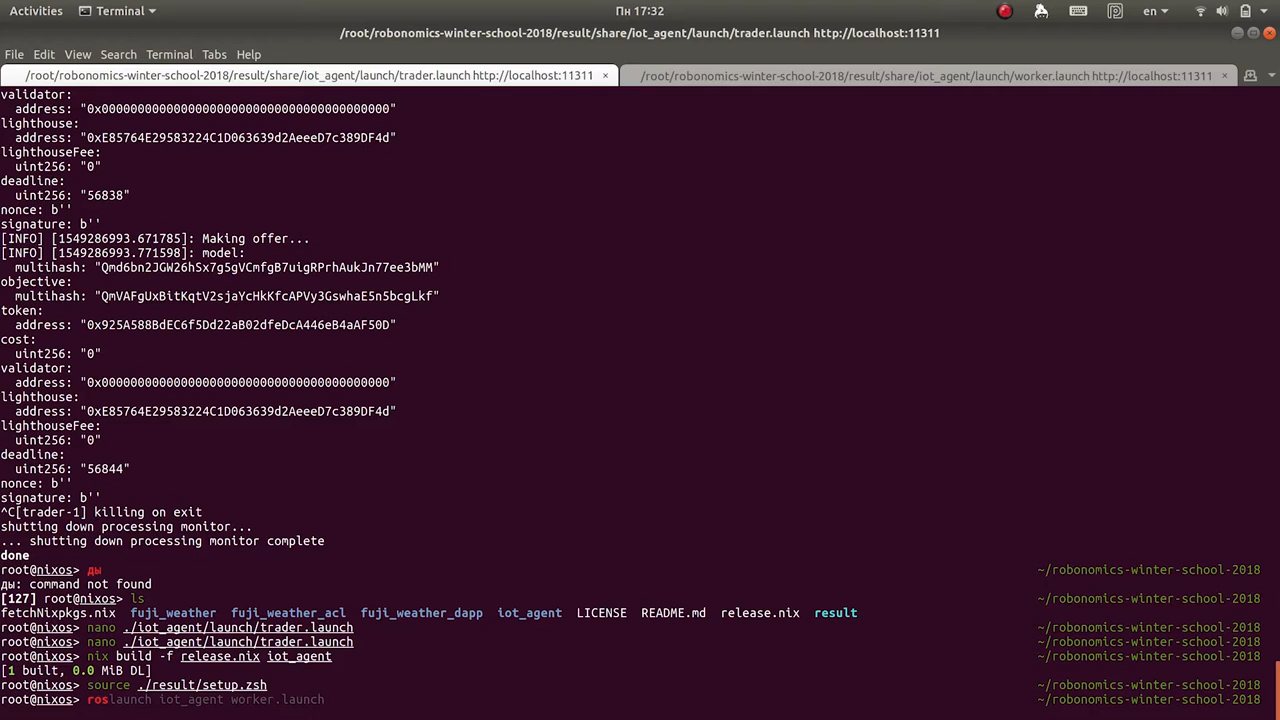 Activities Terminal Пн 17:32 en
/root/robonomics-winter-school-2018/result/share/iot_agent/launch/trader.launch http://localhost:11311
File Edit View Search Terminal Tabs Help
/root/robonomics-winter-school-2018/result/share/iot_agent/launch/trader.launch http://localhost:11311 × /root/robonomics-winter-school-2018/result/share/iot_agent/launch/worker.launch http://localhost:11311 ×
validator:
address: "0x0000000000000000000000000000000000000000"
lighthouse:
address: "0xE85764E29583224C1D063639d2AeeeD7c389DF4d"
lighthouseFee:
uint256: "0"
deadline:
uint256: "56838"
nonce: b''
signature: b''
[INFO] [1549286993.671785]: Making offer...
[INFO] [1549286993.771598]: model:
multihash: "Qmd6bn2JGW26hSx7g5gVCmfgB7uigRPrhAukJn77ee3bMM"
objective:
multihash: "QmVAFgUxBitKqtV2sjaYcHkKfcAPVy3GswhaE5n5bcgLkf"
token:
address: "0x925A588BdEC6f5Dd22aB02dfeDcA446eB4aAF50D"
cost:
uint256: "0"
validator:
address: "0x0000000000000000000000000000000000000000"
lighthouse:
address: "0xE85764E29583224C1D063639d2AeeeD7c389DF4d"
lighthouseFee:
uint256: "0"
deadline:
uint256: "56844"
nonce: b''
signature: b''
^C[trader-1] killing on exit
shutting down processing monitor...
... shutting down processing monitor complete
done
root@nixos> ды ~/robonomics-winter-school-2018
ды: command not found
[127] root@nixos> ls ~/robonomics-winter-school-2018
fetchNixpkgs.nix fuji_weather fuji_weather_acl fuji_weather_dapp iot_agent LICENSE README.md release.nix result
root@nixos> nano ./iot_agent/launch/trader.launch ~/robonomics-winter-school-2018
root@nixos> nano ./iot_agent/launch/trader.launch ~/robonomics-winter-school-2018
root@nixos> nix build -f release.nix iot_agent ~/robonomics-winter-school-2018
[1 built, 0.0 MiB DL]
root@nixos> source ./result/setup.zsh ~/robonomics-winter-school-2018
root@nixos> roslaunch iot_agent worker.launch ~/robonomics-winter-school-2018